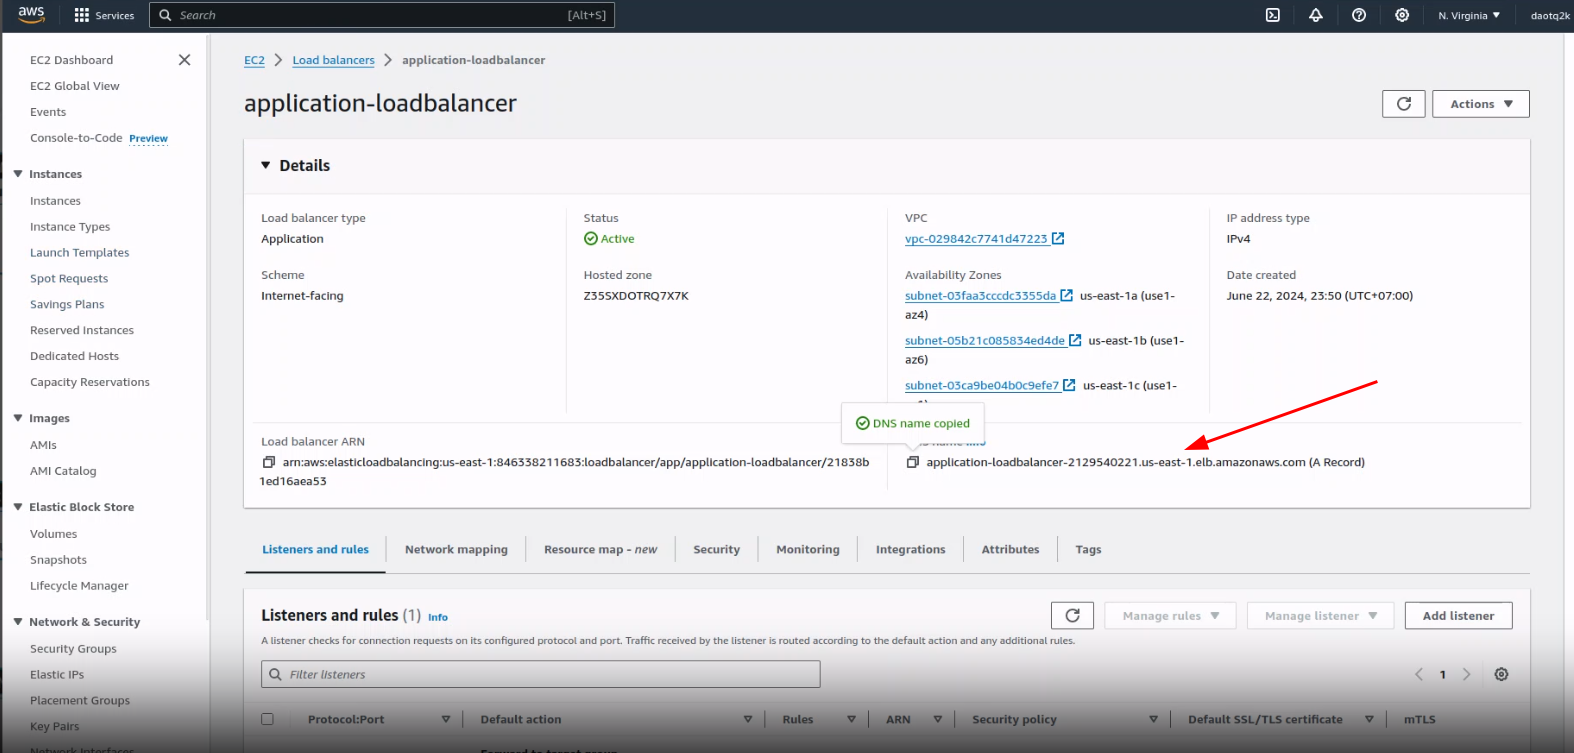 aws
Services
Search
[Alt+S]
N. Virginia
daotq2k
EC2 Dashboard
EC2 Global View
Events
Console-to-Code Preview
Instances
Instances
Instance Types
Launch Templates
Spot Requests
Savings Plans
Reserved Instances
Dedicated Hosts
Capacity Reservations
Images
AMIs
AMI Catalog
Elastic Block Store
Volumes
Snapshots
Lifecycle Manager
Network & Security
Security Groups
Elastic IPs
Placement Groups
Key Pairs
Network Interfaces
EC2 > Load balancers > application-loadbalancer
application-loadbalancer
Actions
Details
Load balancer type
Application
Scheme
Internet-facing
Status
Active
Hosted zone
Z35SXDOTRQ7X7K
VPC
vpc-029842c7741d47223
Availability Zones
subnet-03faa3cccdc3355da us-east-1a (use1-
az4)
subnet-05b21c085834ed4de us-east-1b (use1-
az6)
subnet-03ca9be04b0c9efe7 us-east-1c (use1-
IP address type
IPv4
Date created
June 22, 2024, 23:50 (UTC+07:00)
DNS name copied
Load balancer ARN
arn:aws:elasticloadbalancing:us-east-1:846338211683:loadbalancer/app/application-loadbalancer/21838b
1ed16aea53
name Info
application-loadbalancer-2129540221.us-east-1.elb.amazonaws.com (A Record)
Listeners and rules
Network mapping
Resource map - new
Security
Monitoring
Integrations
Attributes
Tags
Listeners and rules (1) Info
Manage rules
Manage listener
Add listener
A listener checks for connection requests on its configured protocol and port. Traffic received by the listener is routed according to the default action and any additional rules.
Filter listeners
1
Protocol:Port
Default action
Rules
ARN
Security policy
Default SSL/TLS certificate
mTLS
Forward to target group